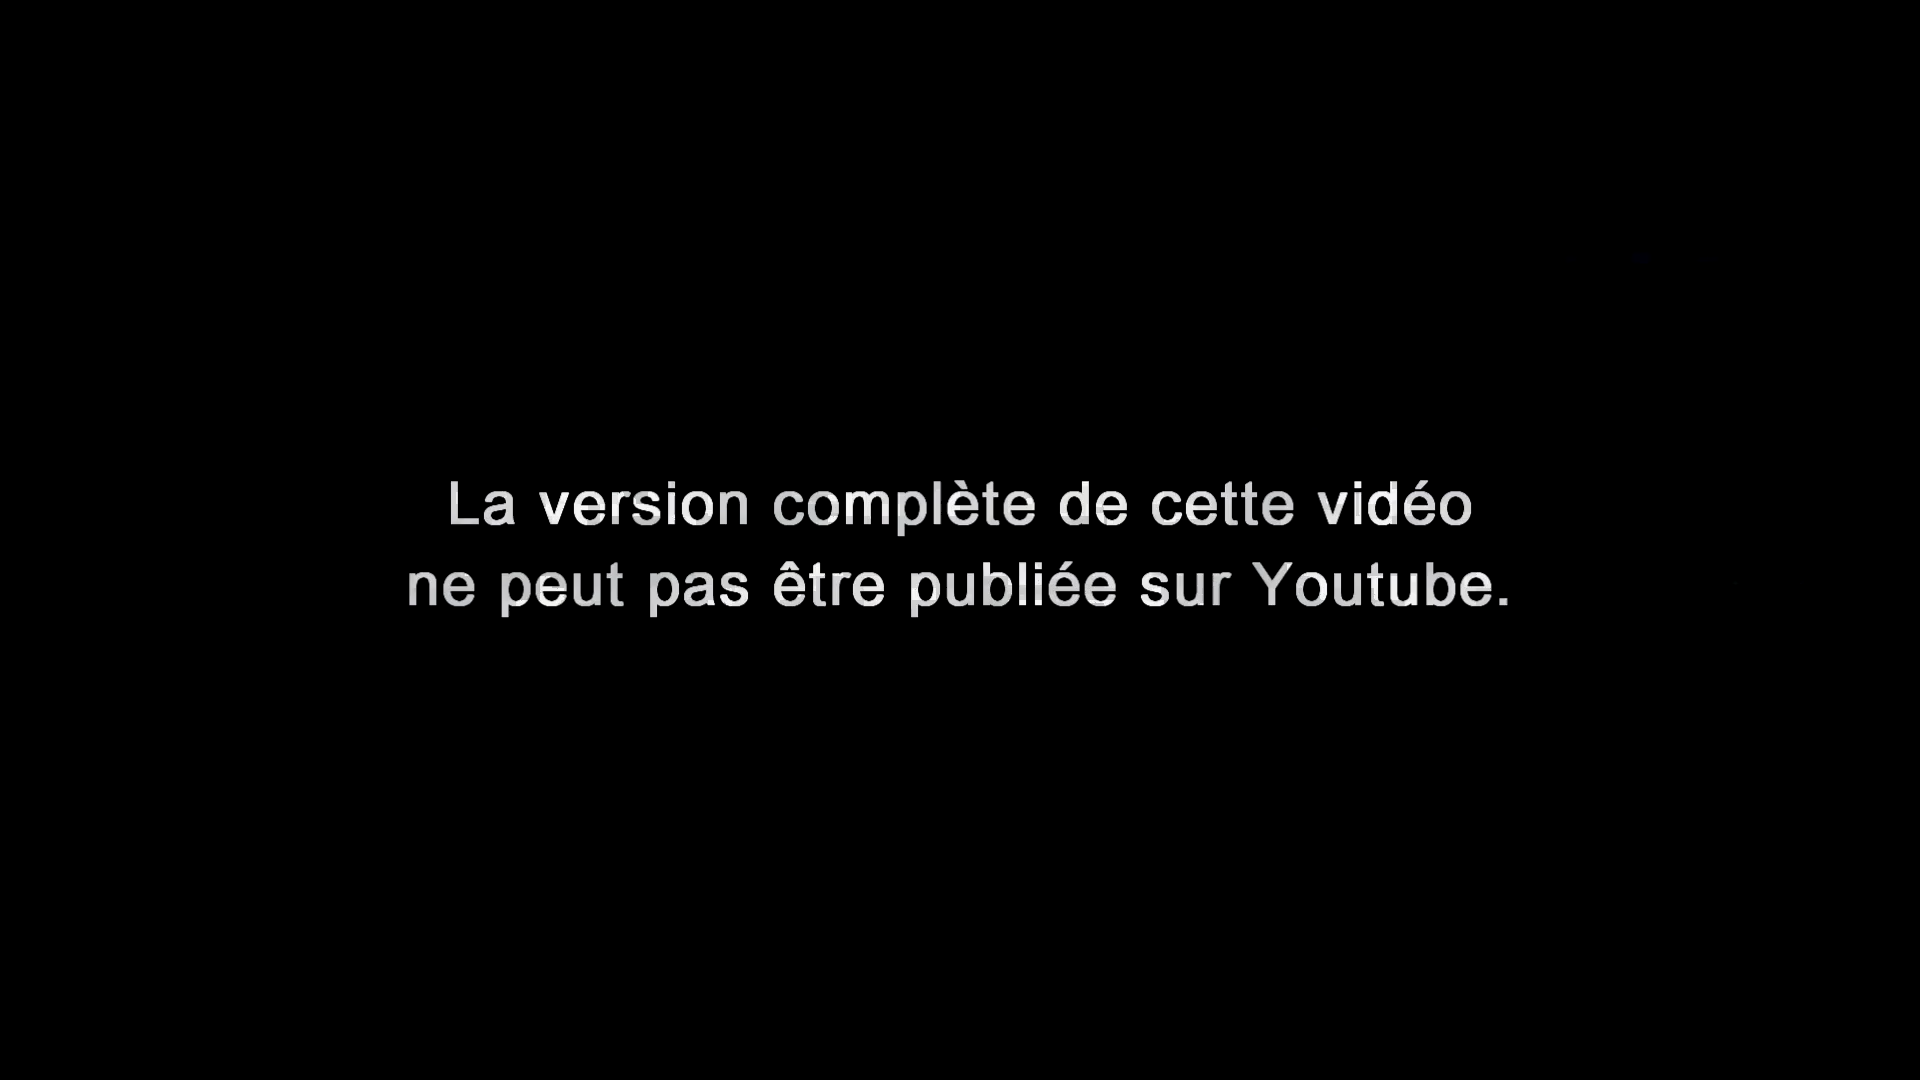 La version complète de cette vidéo
ne peut pas être publiée sur Youtube.